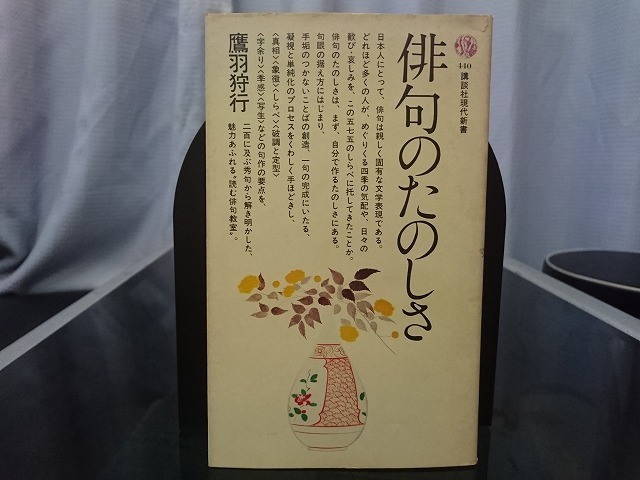 440
講談社現代新書
俳句のたのしさ
日本人にとって、俳句は親しく固有な文学表現である。
どれほど多くの人が、めぐりくる四季の気配や、日々の
歓び・哀しみを、この五七五のしらべに托してきたことか。
俳句のたのしさは、まず、自分で作るたのしさにある。
句眼の据え方にはじまり、
手垢のつかないことばの創造、一句の完成にいたる、
凝視と単純化のプロセスをくわしく手ほどきし、
〈真相〉〈象徴〉〈しらべ〉〈破調と定型〉
〈字余り〉〈季感〉〈写生〉などの句作の要点を、
二百に及ぶ秀句から解き明かした、
魅力あふれる“読む俳句教室”。
鷹羽狩行